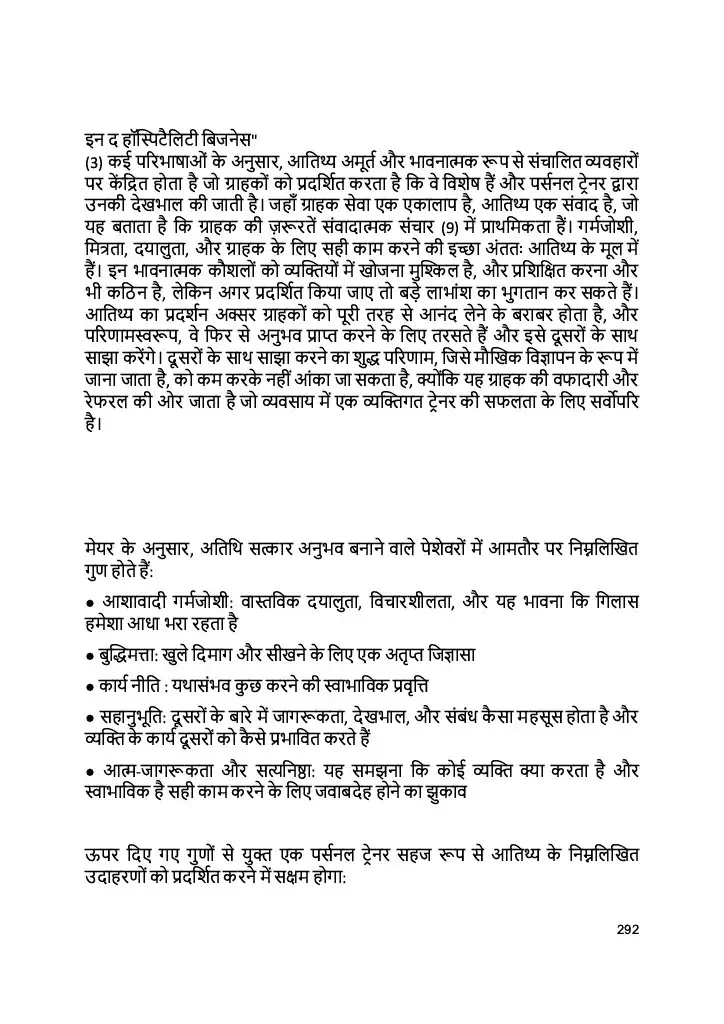 इन द हॉस्पिटैलिटी बिजनेस"
(3) कई परिभाषाओं के अनुसार, आतिथ्य अमूर्त और भावनात्मक रूप से संचालित व्यवहारों
पर केंद्रित होता है जो ग्राहकों को प्रदर्शित करता है कि वे विशेष हैं और पर्सनल ट्रेनर द्वारा
उनकी देखभाल की जाती है। जहाँ ग्राहक सेवा एक एकालाप है, आतिथ्य एक संवाद है, जो
यह बताता है कि ग्राहक की ज़रूरतें संवादात्मक संचार (9) में प्राथमिकता हैं। गर्मजोशी,
मित्रता, दयालुता, और ग्राहक के लिए सही काम करने की इच्छा अंततः आतिथ्य के मूल में
हैं। इन भावनात्मक कौशलों को व्यक्तियों में खोजना मुश्किल है, और प्रशिक्षित करना और
भी कठिन है, लेकिन अगर प्रदर्शित किया जाए तो बड़े लाभांश का भुगतान कर सकते हैं।
आतिथ्य का प्रदर्शन अक्सर ग्राहकों को पूरी तरह से आनंद लेने के बराबर होता है, और
परिणामस्वरूप, वे फिर से अनुभव प्राप्त करने के लिए तरसते हैं और इसे दूसरों के साथ
साझा करेंगे। दूसरों के साथ साझा करने का शुद्ध परिणाम, जिसे मौखिक विज्ञापन के रूप में
जाना जाता है, को कम करके नहीं आंका जा सकता है, क्योंकि यह ग्राहक की वफादारी और
रेफरल की ओर जाता है जो व्यवसाय में एक व्यक्तिगत ट्रेनर की सफलता के लिए सर्वोपरि
है।
मेयर के अनुसार, अतिथि सत्कार अनुभव बनाने वाले पेशेवरों में आमतौर पर निम्नलिखित
गुण होते हैं:
● आशावादी गर्मजोशी: वास्तविक दयालुता, विचारशीलता, और यह भावना कि गिलास
हमेशा आधा भरा रहता है
● बुद्धिमत्ता: खुले दिमाग और सीखने के लिए एक अतृप्त जिज्ञासा
● कार्य नीति : यथासंभव कुछ करने की स्वाभाविक प्रवृत्ति
● सहानुभूति: दूसरों के बारे में जागरूकता, देखभाल, और संबंध कैसा महसूस होता है और
व्यक्ति के कार्य दूसरों को कैसे प्रभावित करते हैं
● आत्म-जागरूकता और सत्यनिष्ठा: यह समझना कि कोई व्यक्ति क्या करता है और
स्वाभाविक है सही काम करने के लिए जवाबदेह होने का झुकाव
ऊपर दिए गए गुणों से युक्त एक पर्सनल ट्रेनर सहज रूप से आतिथ्य के निम्नलिखित
उदाहरणों को प्रदर्शित करने में सक्षम होगा:
292